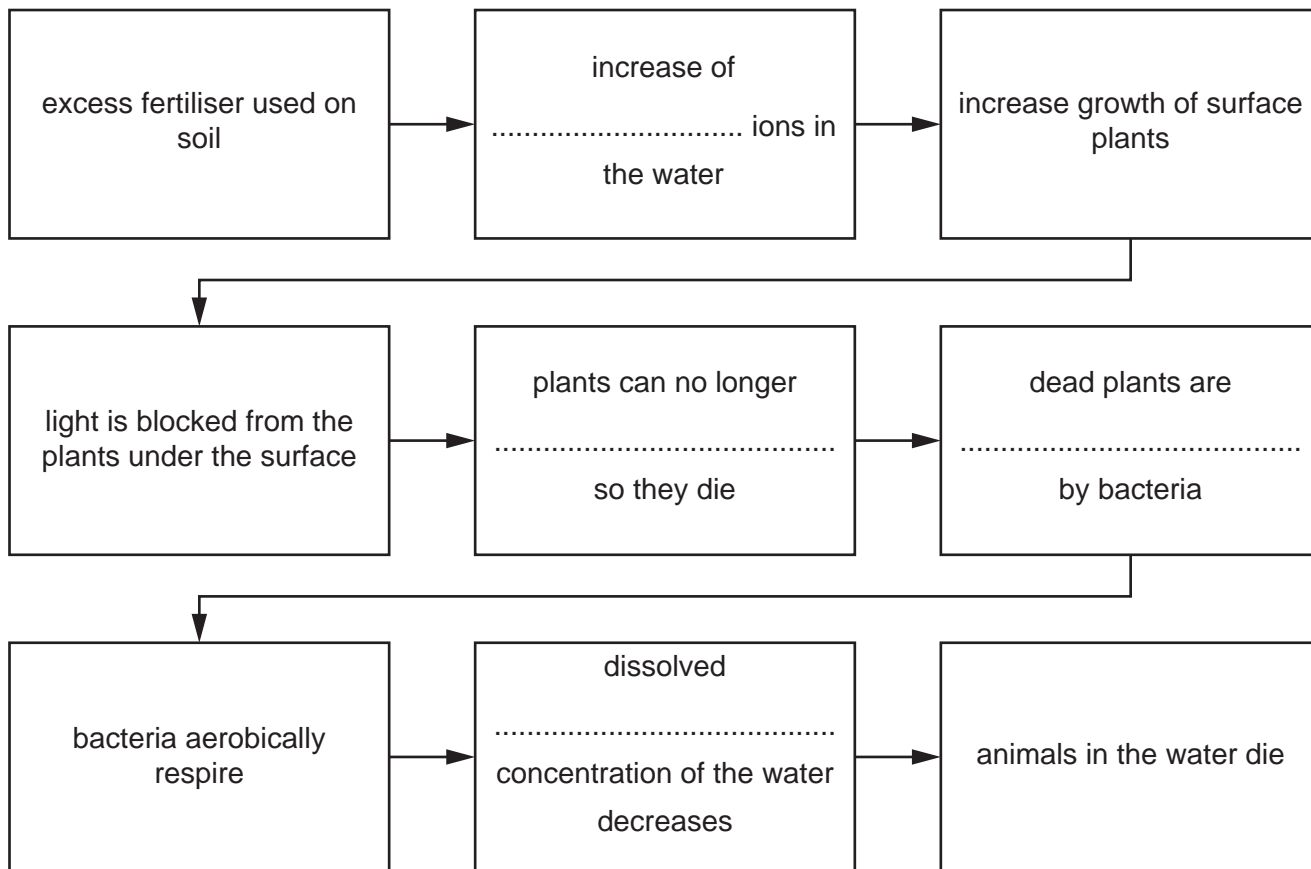 excess fertiliser used on
soil
increase of
............................... ions in
the water
increase growth of surface
plants
light is blocked from the
plants under the surface
plants can no longer
..........................................
so they die
dead plants are
..........................................
by bacteria
bacteria aerobically
respire
dissolved
..........................................
concentration of the water
decreases
animals in the water die